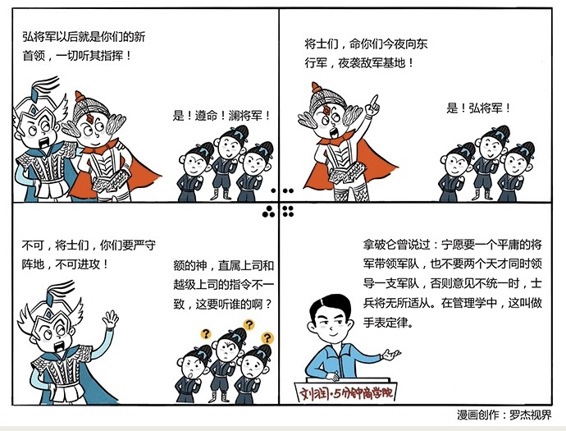 弘将军以后就是你们的新
首领，一切听其指挥！
是！遵命！澜将军！
将士们，命你们今夜向东
行军，夜袭敌军基地！
是！弘将军！
不可，将士们，你们要严守
阵地，不可进攻！
额的神，直属上司和
越级上司的指令不一
致，这要听谁的啊？
?
?
?
拿破仑曾说过：宁愿要一个平庸的将
军带领军队，也不要两个天才同时领
导一支军队，否则意见不统一时，士
兵将无所适从。在管理学中，这叫做
手表定律。
刘润·5分钟商学院
漫画创作：罗杰视界